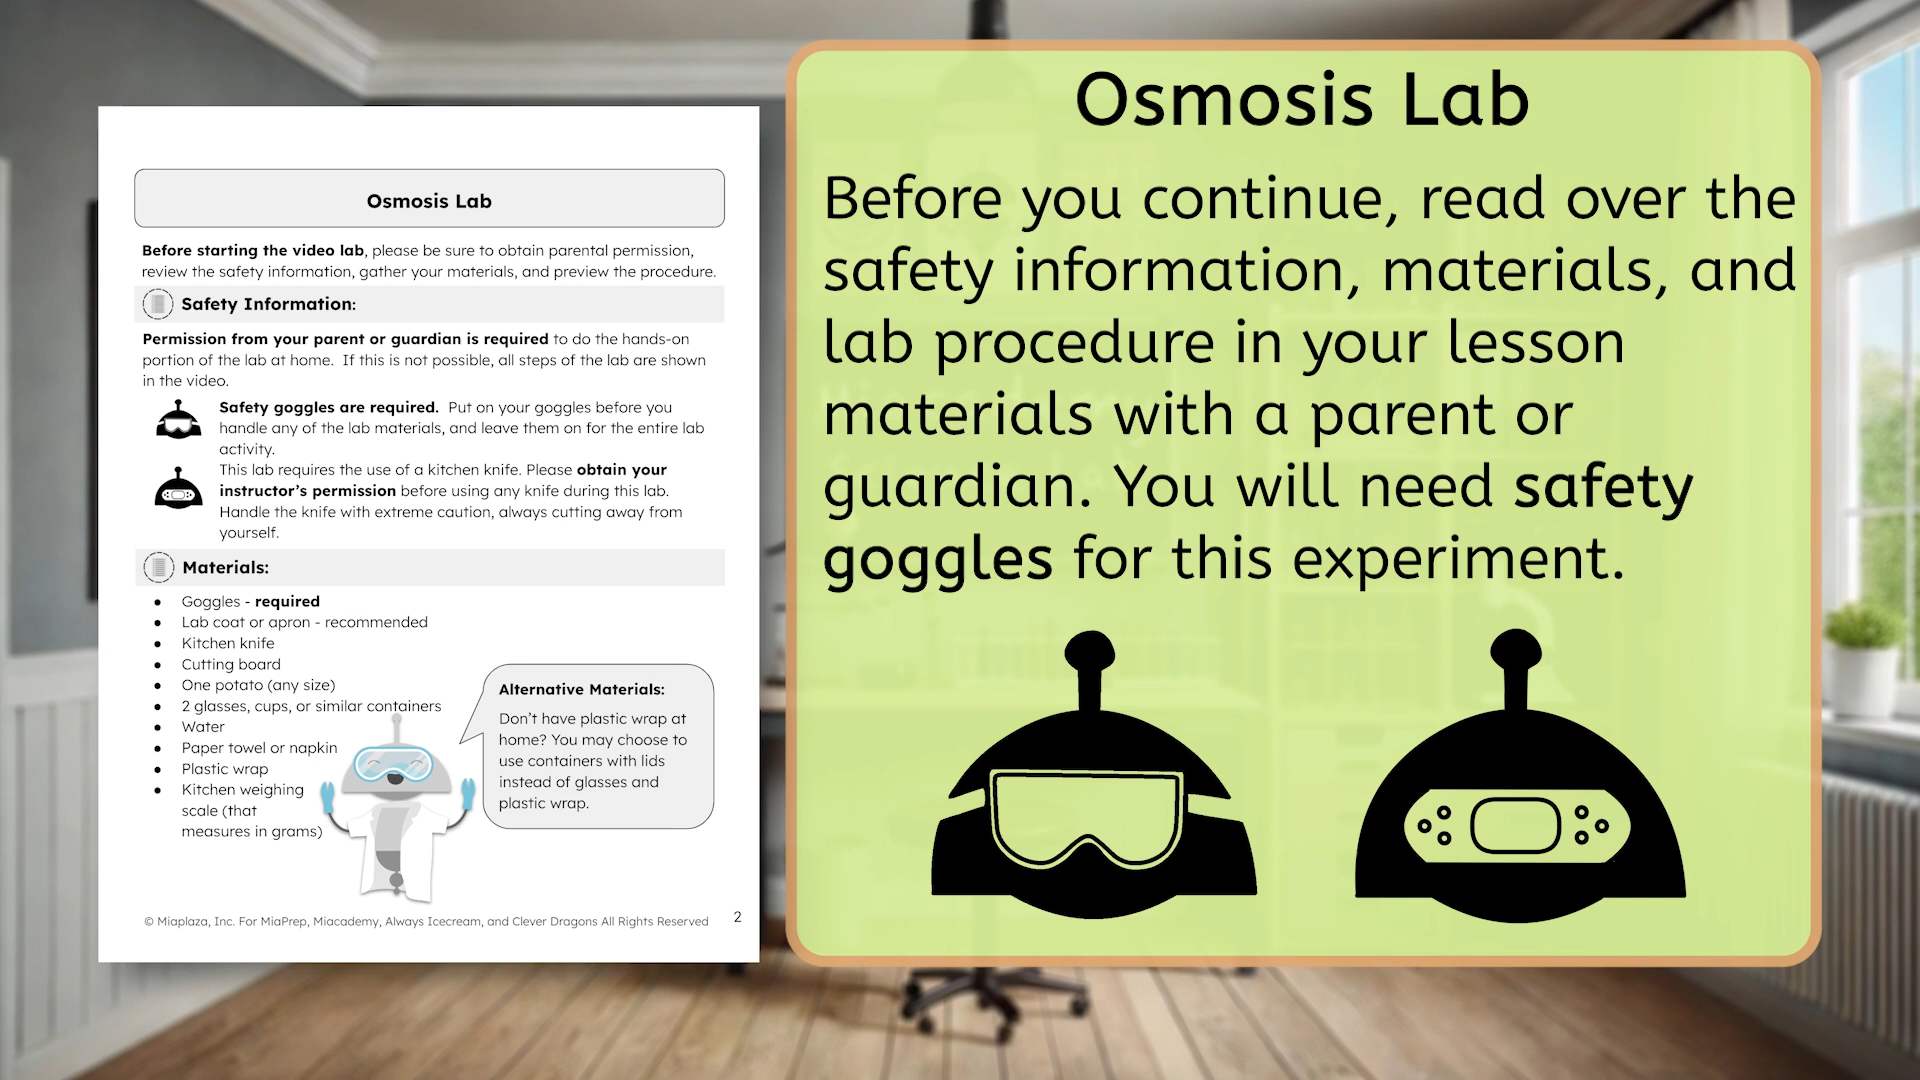 Osmosis Lab
Before starting the video lab, please be sure to obtain parental permission,
review the safety information, gather your materials, and preview the procedure.
Safety Information:
Permission from your parent or guardian is required to do the hands-on
portion of the lab at home.  If this is not possible, all steps of the lab are shown
in the video.
Safety goggles are required.  Put on your goggles before you
handle any of the lab materials, and leave them on for the entire lab
activity.
This lab requires the use of a kitchen knife. Please obtain your
instructor's permission before using any knife during this lab.
Handle the knife with extreme caution, always cutting away from
yourself.
Materials:
● Goggles - required
● Lab coat or apron - recommended
● Kitchen knife
● Cutting board
● One potato (any size)
● 2 glasses, cups, or similar containers
● Water
● Paper towel or napkin
● Plastic wrap
● Kitchen weighing
scale (that
measures in grams)
Alternative Materials:
Don't have plastic wrap at
home? You may choose to
use containers with lids
instead of glasses and
plastic wrap.
© Miaplaza, Inc. For MiaPrep, Miacademy, Always Icecream, and Clever Dragons All Rights Reserved
2
Osmosis Lab
Before you continue, read over the
safety information, materials, and
lab procedure in your lesson
materials with a parent or
guardian. You will need safety
goggles for this experiment.